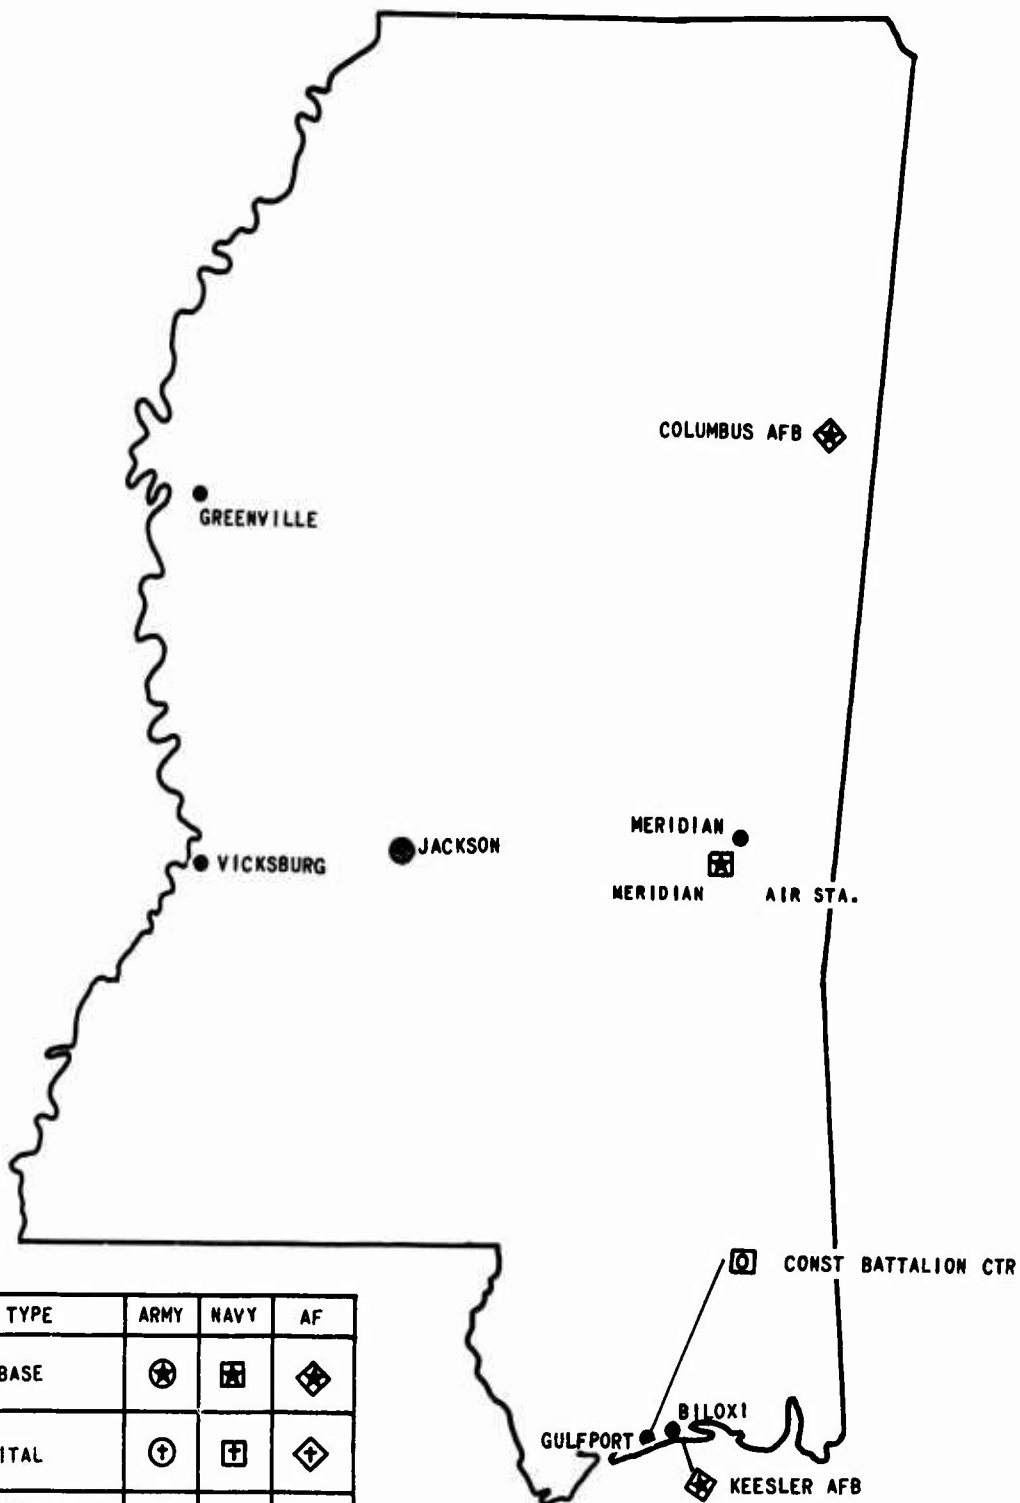 COLUMBUS AFB
GREENVILLE
MERIDIAN
JACKSON
VICKSBURG
MERIDIAN AIR STA.
CONST BATTALION CTR
TYPE ARMY NAVY AF
BASE
BILOXI
GULFPORT
KEESLER AFB